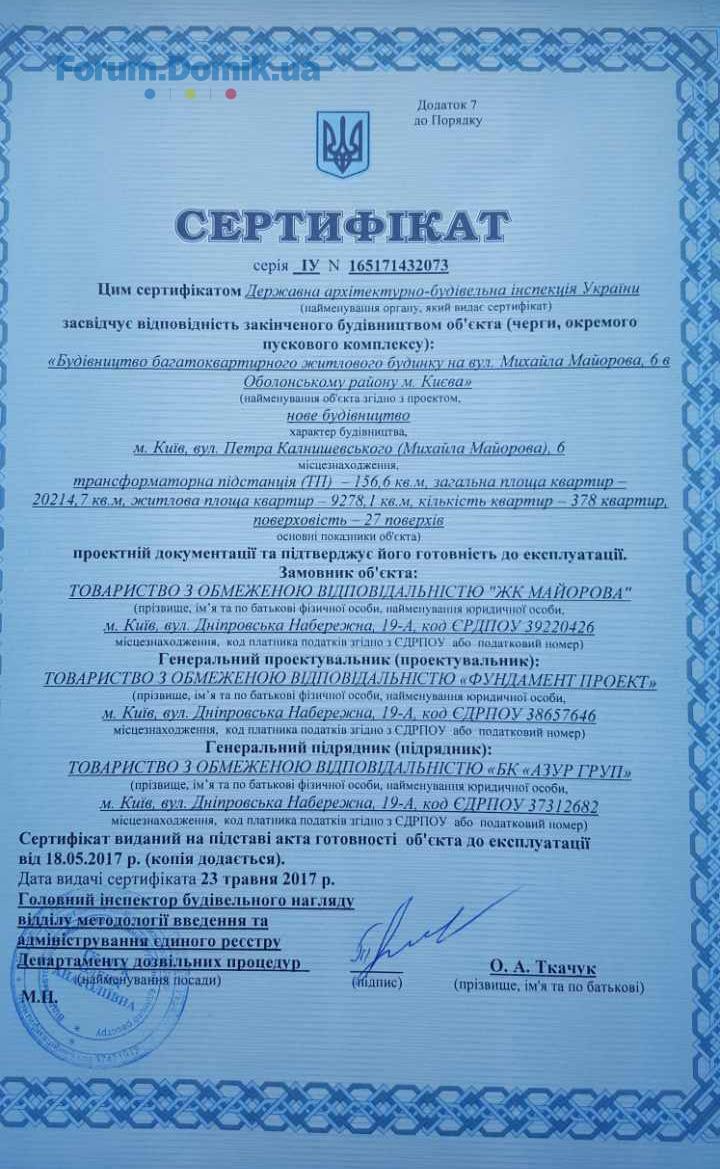 Forum.Domik.ua
Додаток 7
до Порядку
СЕРТИФІКАТ
серія ІУ N 165171432073
Цим сертифікатом Державна архітектурно-будівельна інспекція України
(найменування органу, який видає сертифікат)
засвідчує відповідність закінченого будівництвом об'єкта (черги, окремого
пускового комплексу):
«Будівництво багатоквартирного житлового будинку на вул. Михайла Майорова, 6 в
Оболонському району м. Києва»
(найменування об'єкта згідно з проектом,
нове будівництво
характер будівництва,
м. Київ, вул. Петра Калнишевського (Михайла Майорова), 6
місцезнаходження,
трансформаторна підстанція (ТП) – 156,6 кв.м, загальна площа квартир –
20214,7 кв.м, житлова площа квартир – 9278,1 кв.м, кількість квартир – 378 квартир,
поверховість – 27 поверхів
основні показники об'єкта)
проектній документації та підтверджує його готовність до експлуатації.
Замовник об'єкта:
ТОВАРИСТВО З ОБМЕЖЕНОЮ ВІДПОВІДАЛЬНІСТЮ "ЖК МАЙОРОВА"
(прізвище, ім'я та по батькові фізичної особи, найменування юридичної особи,
м. Київ, вул. Дніпровська Набережна, 19-А, код ЄРДПОУ 39220426
місцезнаходження, код платника податків згідно з ЄДРПОУ або податковий номер)
Генеральний проектувальник (проектувальник):
ТОВАРИСТВО З ОБМЕЖЕНОЮ ВІДПОВІДАЛЬНІСТЮ «ФУНДАМЕНТ ПРОЕКТ»
(прізвище, ім'я та по батькові фізичної особи, найменування юридичної особи,
м. Київ, вул. Дніпровська Набережна, 19-А, код ЄДРПОУ 38657646
місцезнаходження, код платника податків згідно з ЄДРПОУ або податковий номер)
Генеральний підрядник (підрядник):
ТОВАРИСТВО З ОБМЕЖЕНОЮ ВІДПОВІДАЛЬНІСТЮ «БК «АЗУР ГРУП»
(прізвище, ім'я та по батькові фізичної особи, найменування юридичної особи,
м. Київ, вул. Дніпровська Набережна, 19-А, код ЄДРПОУ 37312682
місцезнаходження, код платника податків згідно з ЄДРПОУ або податковий номер)
Сертифікат виданий на підставі акта готовності об'єкта до експлуатації
від 18.05.2017 р. (копія додається).
Дата видачі сертифіката 23 травня 2017 р.
Головний інспектор будівельного нагляду
відділу методології введення та
адміністрування єдиного реєстру
Департаменту дозвільних процедур
О. А. Ткачук
(найменування посади) (підпис) (прізвище, ім'я та по батькові)
М.П.